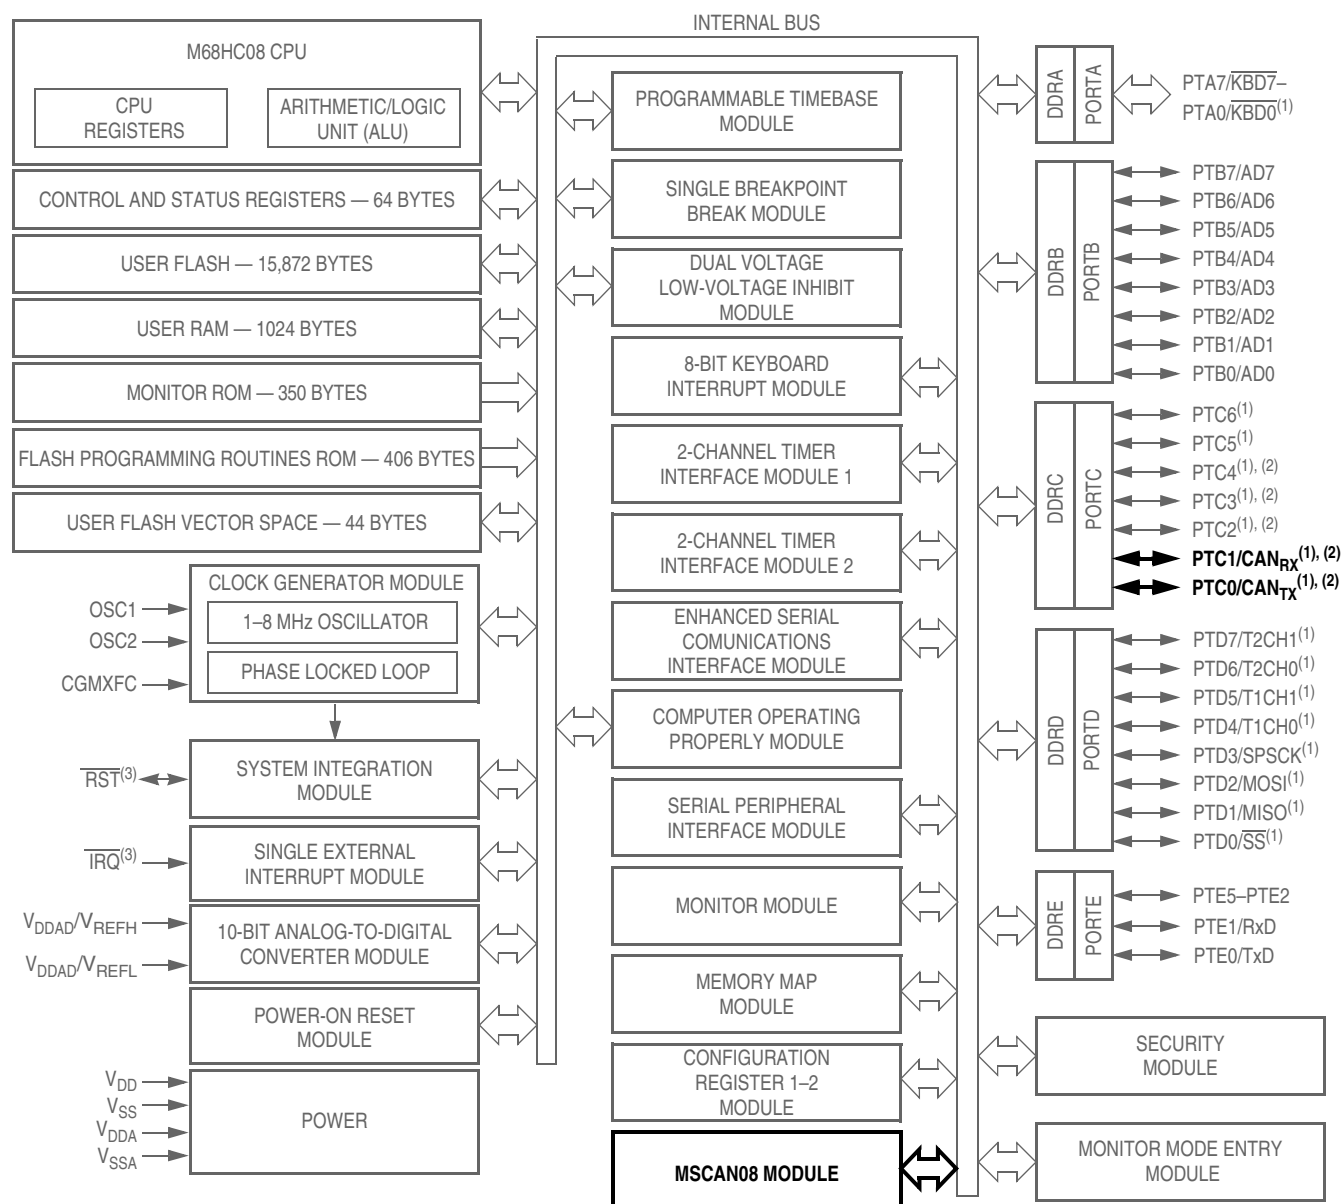 INTERNAL BUS
M68HC08 CPU
CPU
REGISTERS
ARITHMETIC/LOGIC
UNIT (ALU)
CONTROL AND STATUS REGISTERS — 64 BYTES
USER FLASH — 15,872 BYTES
USER RAM — 1024 BYTES
MONITOR ROM — 350 BYTES
FLASH PROGRAMMING ROUTINES ROM — 406 BYTES
USER FLASH VECTOR SPACE — 44 BYTES
CLOCK GENERATOR MODULE
1–8 MHz OSCILLATOR
PHASE LOCKED LOOP
OSC1
OSC2
CGMXFC
SYSTEM INTEGRATION
MODULE
RST(3)
SINGLE EXTERNAL
INTERRUPT MODULE
IRQ(3)
10-BIT ANALOG-TO-DIGITAL
CONVERTER MODULE
VDDAD/VREFH
VDDAD/VREFL
POWER-ON RESET
MODULE
POWER
VDD
VSS
VDDA
VSSA
PROGRAMMABLE TIMEBASE
MODULE
SINGLE BREAKPOINT
BREAK MODULE
DUAL VOLTAGE
LOW-VOLTAGE INHIBIT
MODULE
8-BIT KEYBOARD
INTERRUPT MODULE
2-CHANNEL TIMER
INTERFACE MODULE 1
2-CHANNEL TIMER
INTERFACE MODULE 2
ENHANCED SERIAL
COMUNICATIONS
INTERFACE MODULE
COMPUTER OPERATING
PROPERLY MODULE
SERIAL PERIPHERAL
INTERFACE MODULE
MONITOR MODULE
MEMORY MAP
MODULE
CONFIGURATION
REGISTER 1–2
MODULE
MSCAN08 MODULE
DDRA
PORTA
PTA7/KBD7–
PTA0/KBD0(1)
DDRB
PORTB
PTB7/AD7
PTB6/AD6
PTB5/AD5
PTB4/AD4
PTB3/AD3
PTB2/AD2
PTB1/AD1
PTB0/AD0
DDRC
PORTC
PTC6(1)
PTC5(1)
PTC4(1), (2)
PTC3(1), (2)
PTC2(1), (2)
PTC1/CANRX(1), (2)
PTC0/CANTX(1), (2)
DDRD
PORTD
PTD7/T2CH1(1)
PTD6/T2CH0(1)
PTD5/T1CH1(1)
PTD4/T1CH0(1)
PTD3/SPSCK(1)
PTD2/MOSI(1)
PTD1/MISO(1)
PTD0/SS(1)
DDRE
PORTE
PTE5–PTE2
PTE1/RxD
PTE0/TxD
SECURITY
MODULE
MONITOR MODE ENTRY
MODULE